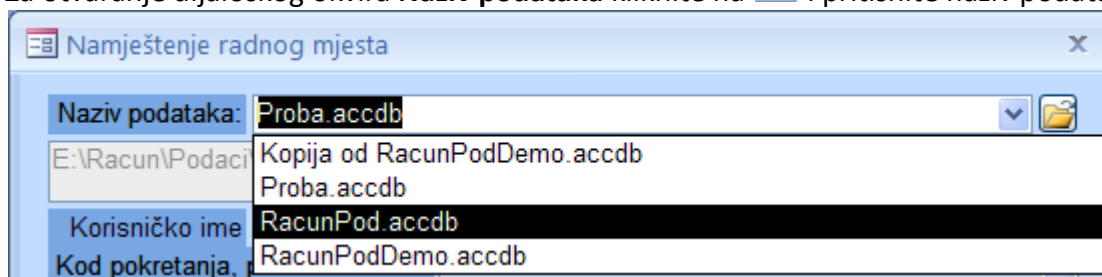 Namještenje radnog mjesta
Naziv podataka: Proba.accdb
E:\Racun\Podaci\
Kopija od RacunPodDemo.accdb
Proba.accdb
Korisničko ime RacunPod.accdb
Kod pokretanja, RacunPodDemo.accdb